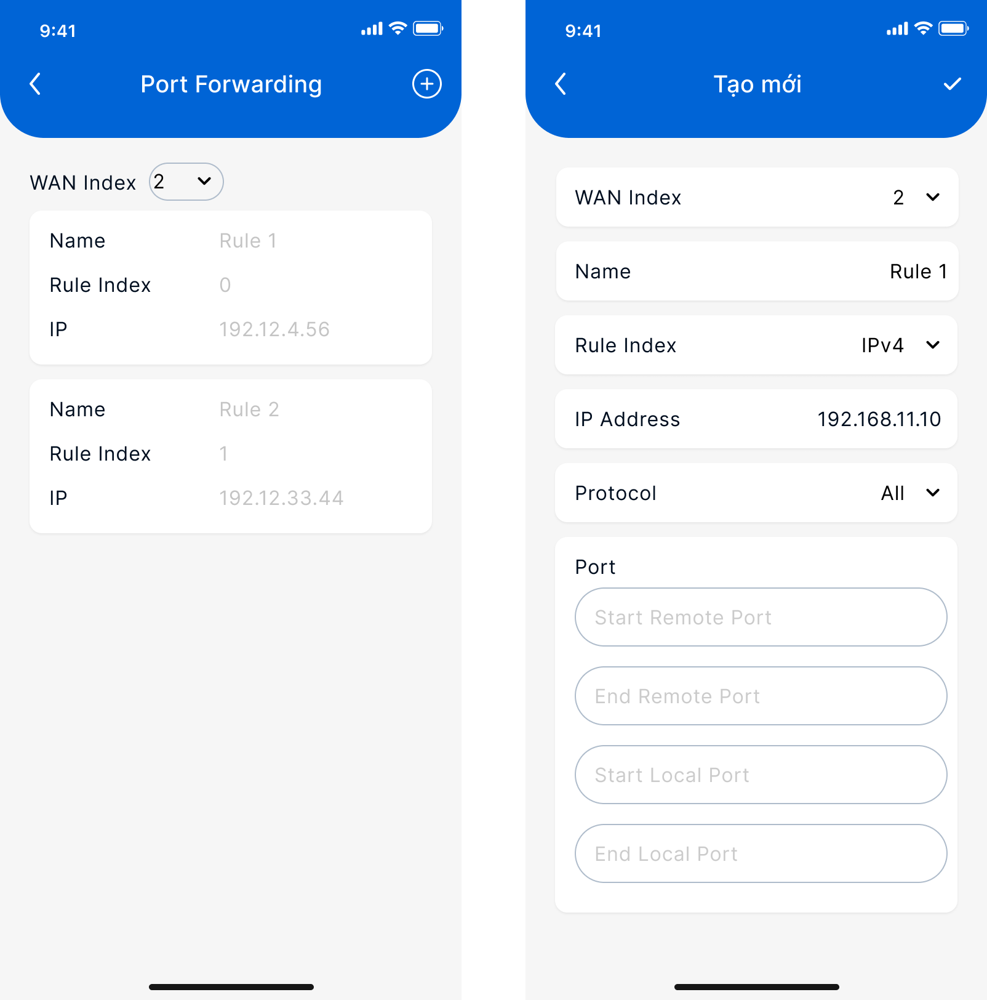 9:41
Port Forwarding
WAN Index 2
Name Rule 1
Rule Index 0
IP 192.12.4.56
Name Rule 2
Rule Index 1
IP 192.12.33.44
9:41
Tạo mới
WAN Index 2
Name Rule 1
Rule Index IPv4
IP Address 192.168.11.10
Protocol All
Port
Start Remote Port
End Remote Port
Start Local Port
End Local Port